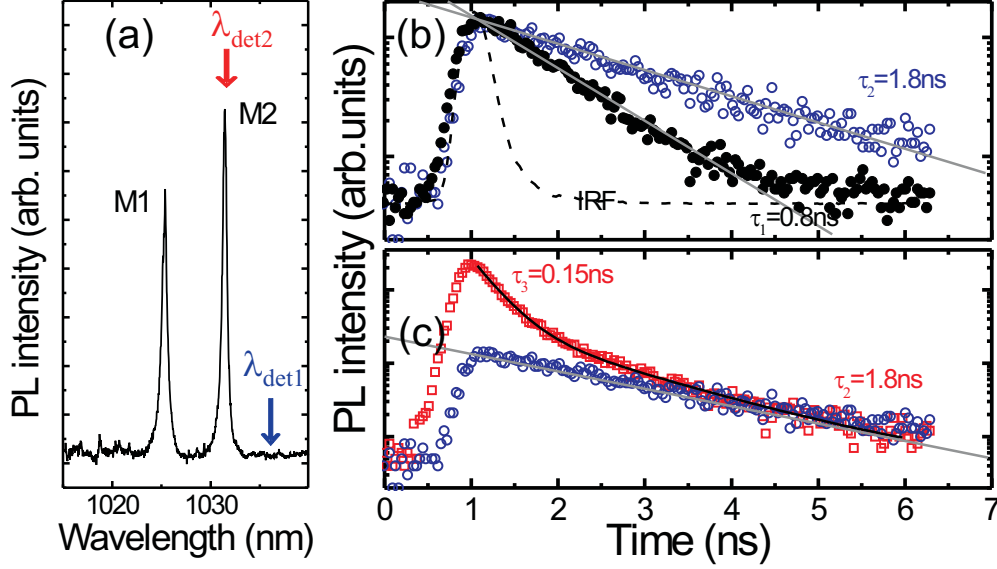 (a)
λdet2
M2
M1
λdet1
PL intensity (arb. units)
1020 1030
Wavelength (nm)
(b)
τ2=1.8ns
IRF
τ1=0.8ns
PL intensity (arb.units)
(c)
τ3=0.15ns
τ2=1.8ns
0 1 2 3 4 5 6 7
Time (ns)